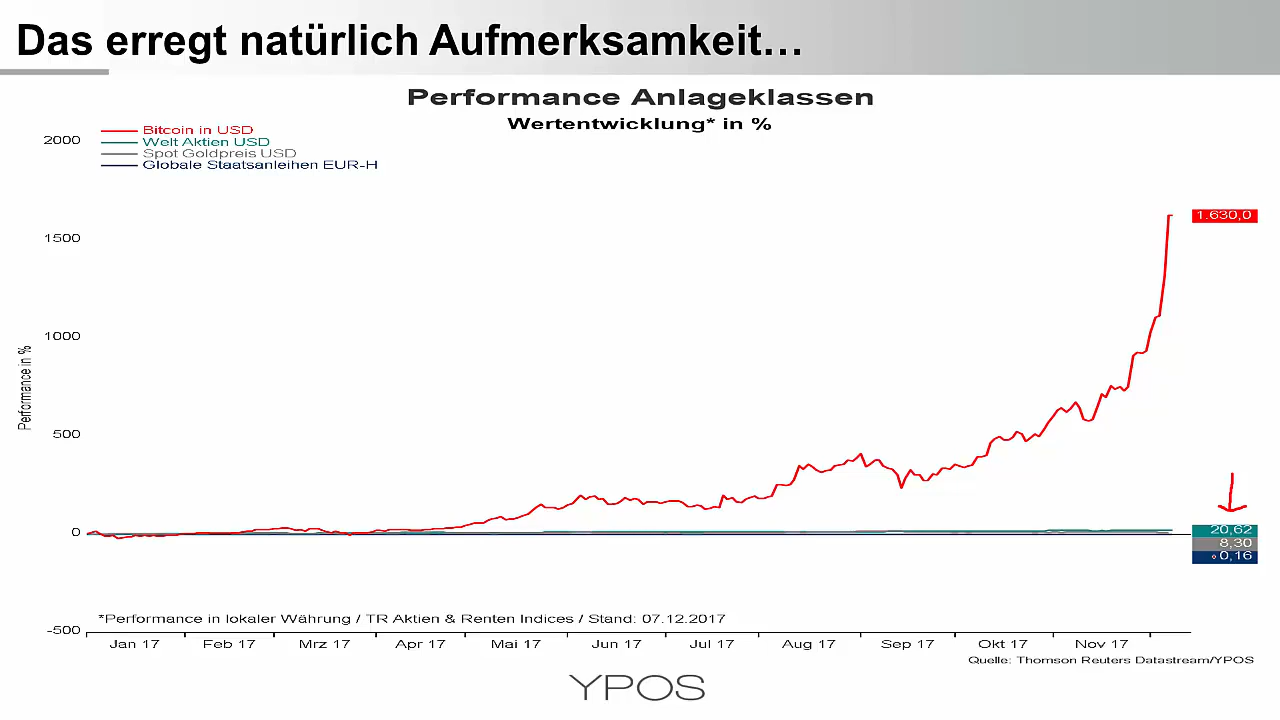 Das erregt natürlich Aufmerksamkeit…
Performance Anlageklassen
Wertentwicklung* in %
Bitcoin in USD
Welt Aktien USD
Spot Goldpreis USD
Globale Staatsanleihen EUR-H
2000
1500
1000
500
0
-500
Performance in %
1.630,0
20,62
8,30
0,16
*Performance in lokaler Währung / TR Aktien & Renten Indices / Stand: 07.12.2017
Jan 17 Feb 17 Mrz 17 Apr 17 Mai 17 Jun 17 Jul 17 Aug 17 Sep 17 Okt 17 Nov 17
Quelle: Thomson Reuters Datastream/YPOS
YPOS